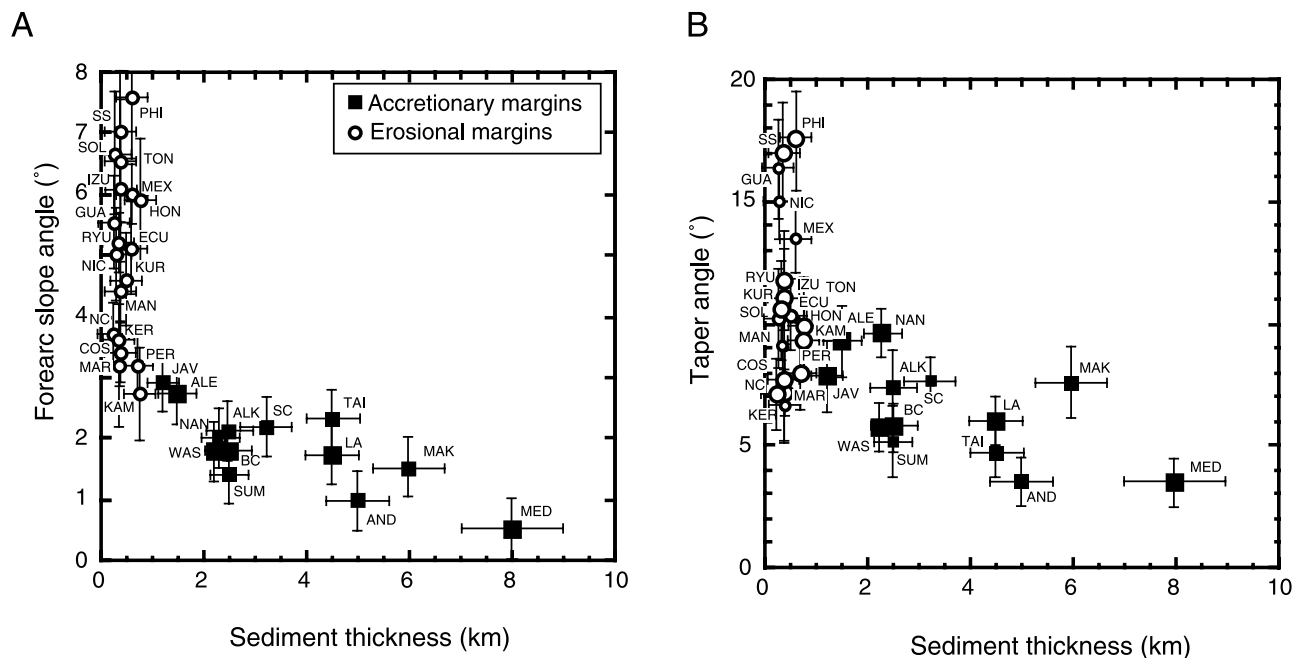 A
8
7
6
5
4
3
2
1
0
Forearc slope angle (°)
■ Accretionary margins
○ Erosional margins
PHI
SS
SOL
TON
IZU
MEX
GUA
HON
RYU
ECU
NIC
KUR
MAN
NC
KER
COS
PER
MAR
JAV
ALE
KAM
NAN
ALK
SC
TAI
WAS
BC
LA
MAK
SUM
AND
MED
0 2 4 6 8 10
Sediment thickness (km)
B
20
15
10
5
0
Taper angle (°)
PHI
SS
GUA
NIC
MEX
RYU
IZU
TON
KUR
ECU
SOL
HON
ALE
NAN
MAN
KAM
COS
PER
ALK
MAK
NC
MAR
JAV
SC
KER
BC
LA
WAS
SUM
TAI
AND
MED
0 2 4 6 8 10
Sediment thickness (km)